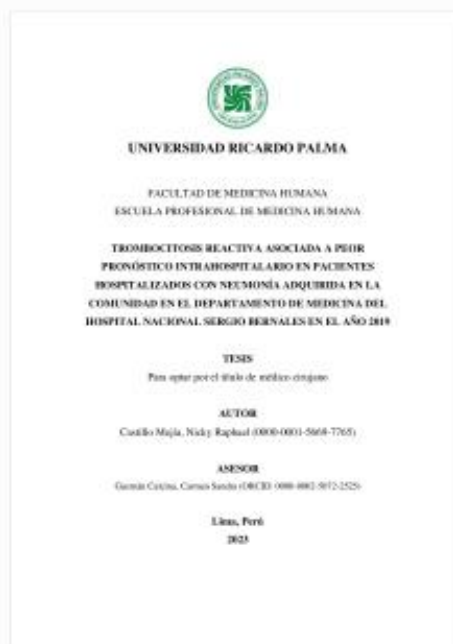 UNIVERSIDAD RICARDO PALMA
FACULTAD DE MEDICINA HUMANA
ESCUELA PROFESIONAL DE MEDICINA HUMANA
TROMBOCITOSIS REACTIVA ASOCIADA A PEOR
PRONÓSTICO INTRAHOSPITALARIO EN PACIENTES
HOSPITALIZADOS CON NEUMONÍA ADQUIRIDA EN LA
COMUNIDAD EN EL DEPARTAMENTO DE MEDICINA DEL
HOSPITAL NACIONAL SERGIO BERNALES EN EL AÑO 2019
TESIS
Para optar por el título de médico cirujano
AUTOR
Castillo Mejía, Nicky Raphael
ASESOR
Carmen Sandra
Lima, Perú
2023